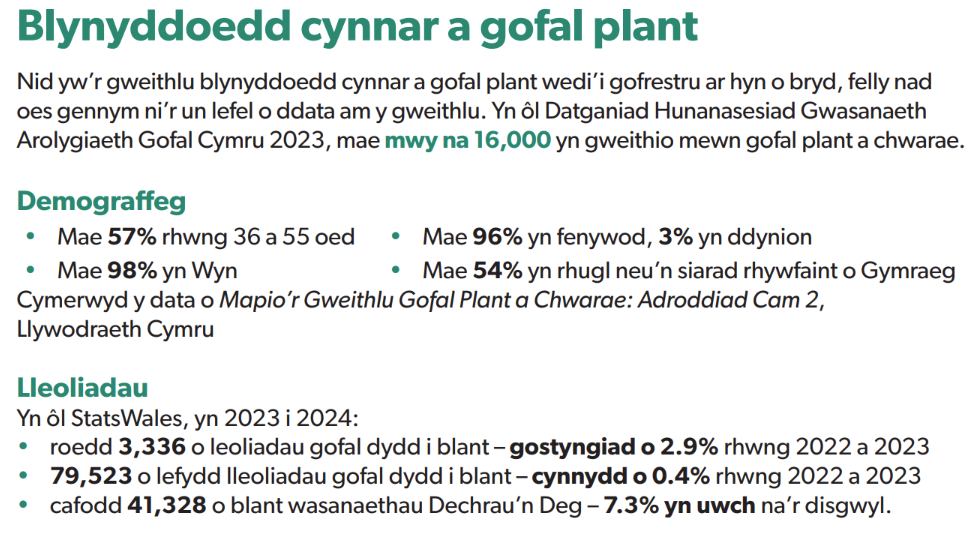 Blynyddoedd cynnar a gofal plant
Nid yw'r gweithlu blynyddoedd cynnar a gofal plant wedi'i gofrestru ar hyn o bryd, felly nad
oes gennym ni'r un lefel o ddata am y gweithlu. Yn ôl Datganiad Hunanasesiad Gwasanaeth
Arolygiaeth Gofal Cymru 2023, mae mwy na 16,000 yn gweithio mewn gofal plant a chwarae.
Demograffeg
• Mae 57% rhwng 36 a 55 oed • Mae 96% yn fenywod, 3% yn ddynion
• Mae 98% yn Wyn • Mae 54% yn rhugl neu'n siarad rhywfaint o Gymraeg
Cymerwyd y data o Mapio'r Gweithlu Gofal Plant a Chwarae: Adroddiad Cam 2,
Llywodraeth Cymru
Lleoliadau
Yn ôl StatsWales, yn 2023 i 2024:
• roedd 3,336 o leoliadau gofal dydd i blant – gostyngiad o 2.9% rhwng 2022 a 2023
• 79,523 o lefydd lleoliadau gofal dydd i blant – cynnydd o 0.4% rhwng 2022 a 2023
• cafodd 41,328 o blant wasanaethau Dechrau'n Deg – 7.3% yn uwch na'r disgwyl.